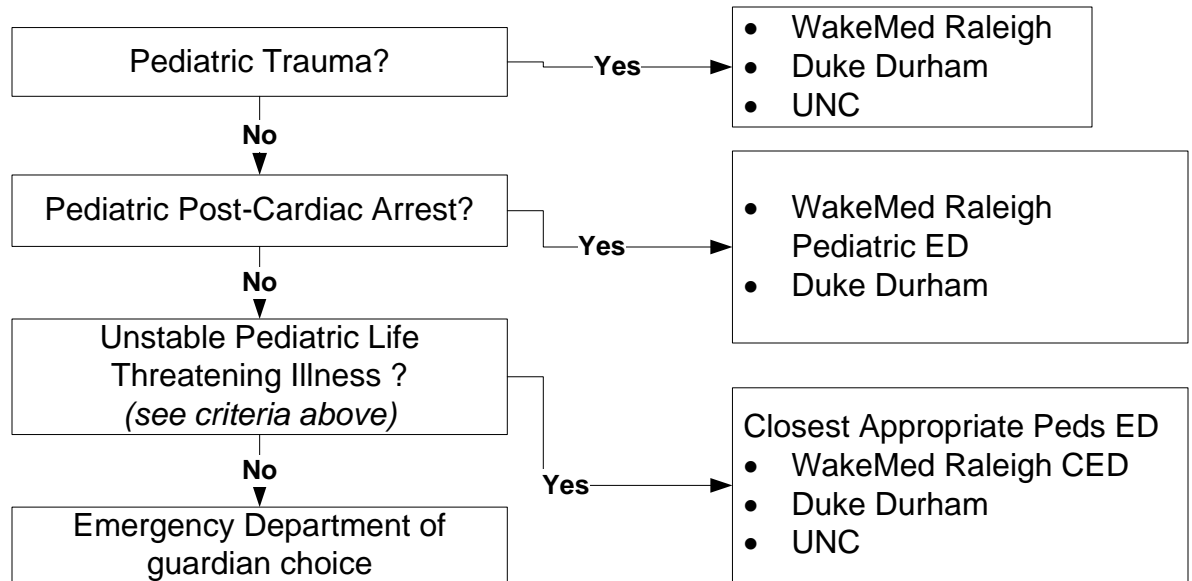 Pediatric Trauma?
Yes
• WakeMed Raleigh
• Duke Durham
• UNC
No
Pediatric Post-Cardiac Arrest?
Yes
• WakeMed Raleigh
Pediatric ED
• Duke Durham
No
Unstable Pediatric Life
Threatening Illness ?
(see criteria above)
Yes
Closest Appropriate Peds ED
• WakeMed Raleigh CED
• Duke Durham
• UNC
No
Emergency Department of
guardian choice